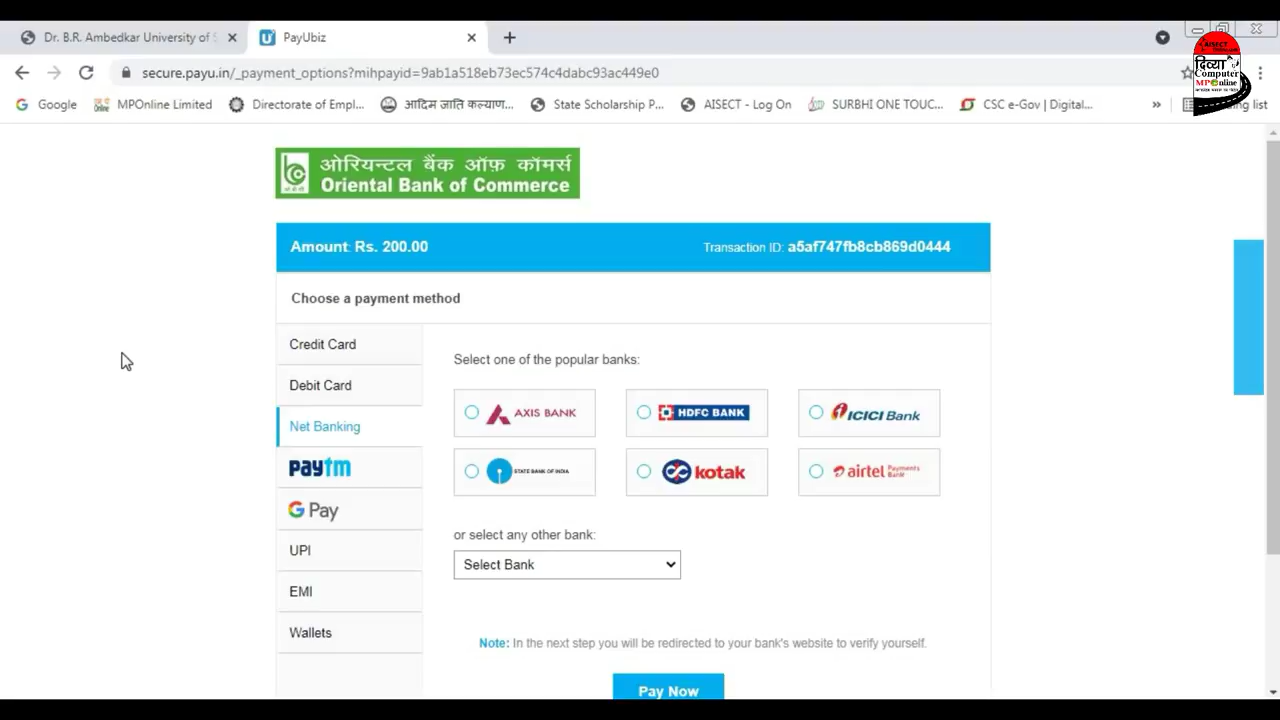 Dr. B.R. Ambedkar University of S
PayUbiz
secure.payu.in/_payment_options?mihpayid=9ab1a518eb73ec574c4dabc93ac449e0
Google
MPOnline Limited
Directorate of Empl...
आदिम जाति कल्याण...
State Scholarship P...
AISECT - Log On
SURBHI ONE TOUC...
CSC e-Gov | Digital...
»
ing list
AISECT
दिव्या
Computer
MPOnline
ओरियन्टल बैंक ऑफ़ कॉमर्स
Oriental Bank of Commerce
Amount: Rs. 200.00
Transaction ID: a5af747fb8cb869d0444
Choose a payment method
Credit Card
Debit Card
Net Banking
paytm
G Pay
UPI
EMI
Wallets
Select one of the popular banks:
AXIS BANK
HDFC BANK
ICICI Bank
STATE BANK OF INDIA
kotak
airtel Payments Bank
or select any other bank:
Select Bank
Note: In the next step you will be redirected to your bank's website to verify yourself.
Pay Now